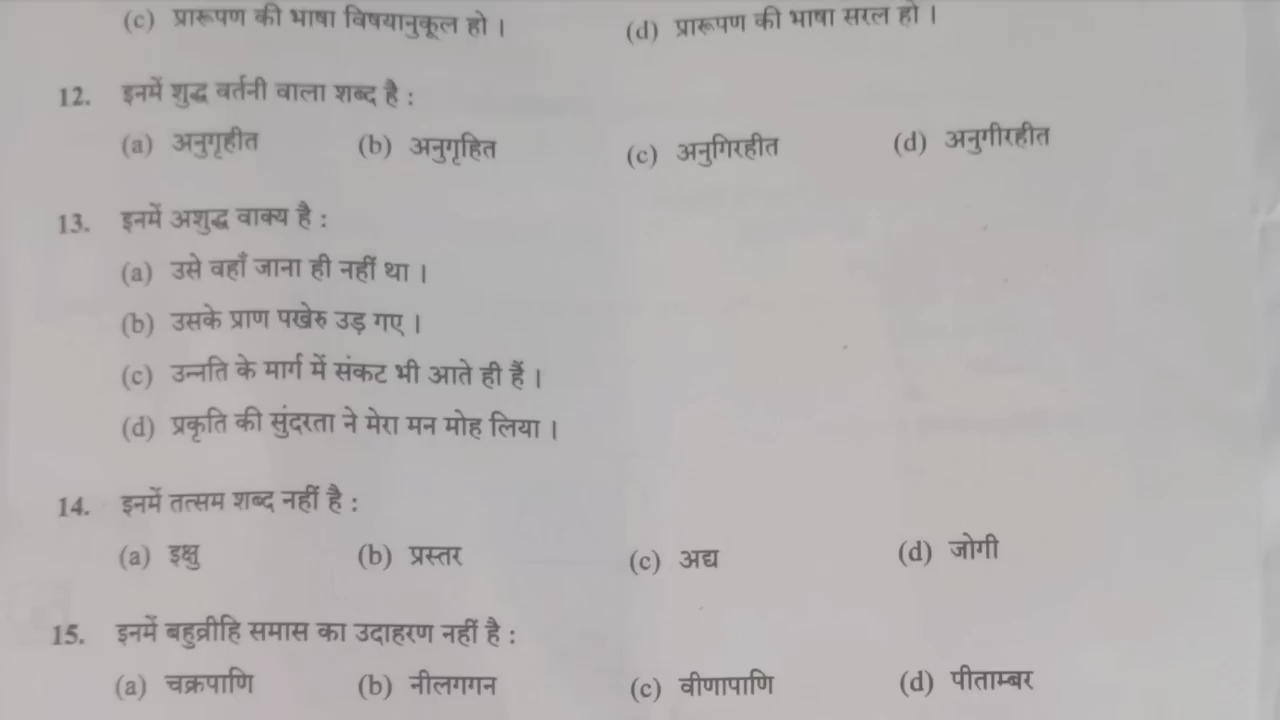 (c) प्रारूपण की भाषा विषयानुकूल हो । (d) प्रारूपण की भाषा सरल हो ।
12. इनमें शुद्ध वर्तनी वाला शब्द है :
(a) अनुगृहीत (b) अनुगृहित (c) अनुगिरहीत (d) अनुगीरहीत
13. इनमें अशुद्ध वाक्य है :
(a) उसे वहाँ जाना ही नहीं था ।
(b) उसके प्राण पखेरु उड़ गए ।
(c) उन्नति के मार्ग में संकट भी आते ही हैं ।
(d) प्रकृति की सुंदरता ने मेरा मन मोह लिया ।
14. इनमें तत्सम शब्द नहीं है :
(a) इक्षु (b) प्रस्तर (c) अद्य (d) जोगी
15. इनमें बहुव्रीहि समास का उदाहरण नहीं है :
(a) चक्रपाणि (b) नीलगगन (c) वीणापाणि (d) पीताम्बर